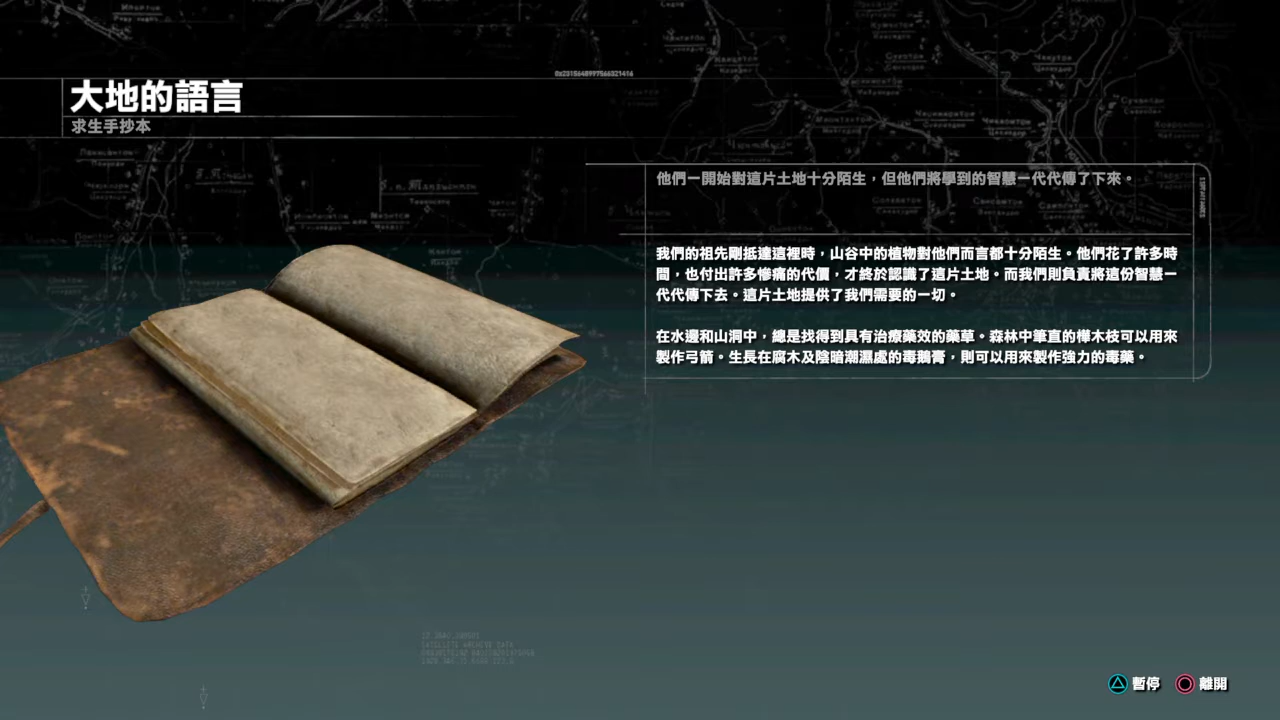 0x2315648997566321416
大地的語言
求生手抄本
他們一開始對這片土地十分陌生，但他們將學到的智慧一代代傳了下來。
我們的祖先剛抵達這裡時，山谷中的植物對他們而言都十分陌生。他們花了許多時
間，也付出許多慘痛的代價，才終於認識了這片土地。而我們則負責將這份智慧一
代代傳下去。這片土地提供了我們需要的一切。
在水邊和山洞中，總是找得到具有治療藥效的藥草。森林中筆直的樺木枝可以用來
製作弓箭。生長在腐木及陰暗潮濕處的毒鵝膏，則可以用來製作強力的毒藥。
暫停
離開